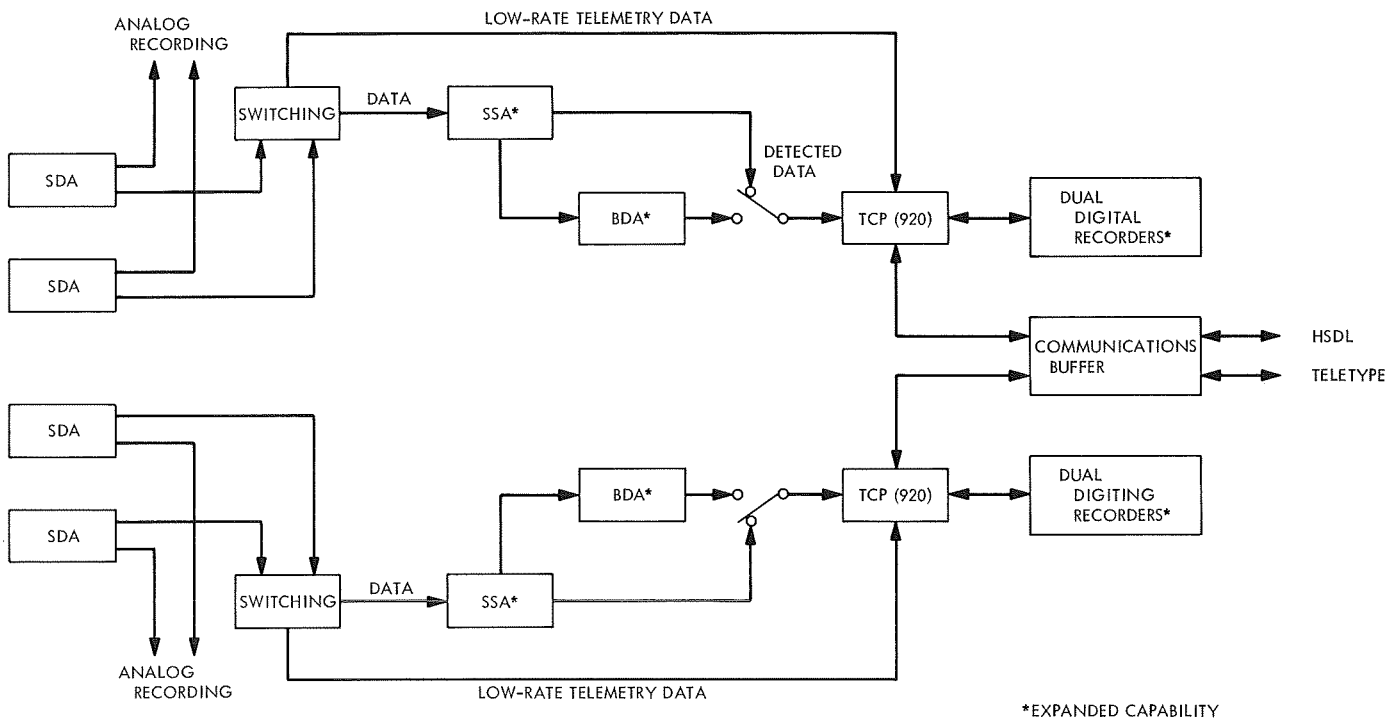 LOW-RATE TELEMETRY DATA
ANALOG
RECORDING
SWITCHING
DATA
SSA*
SDA
DETECTED
DATA
BDA*
TCP (920)
DUAL
DIGITAL
RECORDERS*
SDA
COMMUNICATIONS
BUFFER
HSDL
TELETYPE
SDA
BDA*
TCP (920)
DUAL
DIGITING
RECORDERS*
SDA
SWITCHING
DATA
SSA*
ANALOG
RECORDING
LOW-RATE TELEMETRY DATA
*EXPANDED CAPABILITY